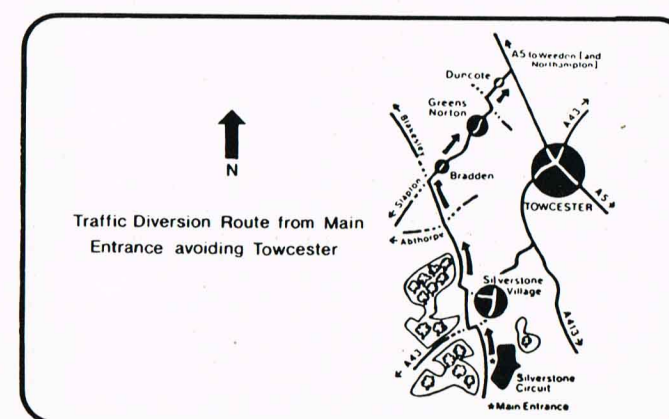 A5 to Weedon [and
Northampton]
Duncote
Greens
Norton
A43
Blakesley
Bradden
Slapton
TOWCESTER
A5
Abthorpe
Silverstone
Village
A43
A413
Silverstone
Circuit
*Main Entrance
N
Traffic Diversion Route from Main
Entrance avoiding Towcester